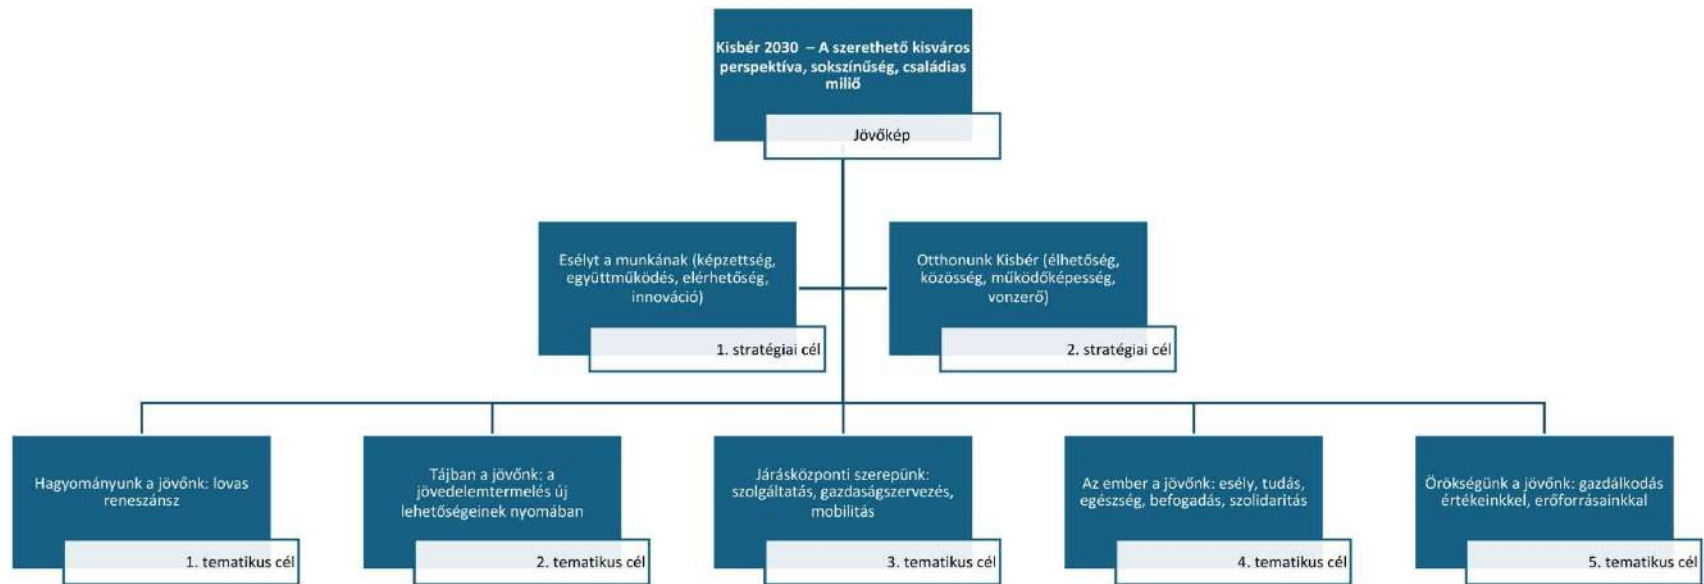 Kisbér 2030 – A szerethető kisváros
perspektíva, sokszínűség, családias
miliő
Jövőkép
Esélyt a munkának (képzettség,
együttműködés, elérhetőség,
innováció)
1. stratégiai cél
Otthonunk Kisbér (élhetőség,
közösség, működőképesség,
vonzerő)
2. stratégiai cél
Hagyományunk a jövőnk: lovas
reneszánsz
1. tematikus cél
Tájban a jövőnk: a
jövedelemtermelés új
lehetőségeinek nyomában
2. tematikus cél
Járásközponti szerepünk:
szolgáltatás, gazdaságszervezés,
mobilitás
3. tematikus cél
Az ember a jövőnk: esély, tudás,
egészség, befogadás, szolidaritás
4. tematikus cél
Örökségünk a jövőnk: gazdálkodás
értékeinkkel, erőforrásainkkal
5. tematikus cél